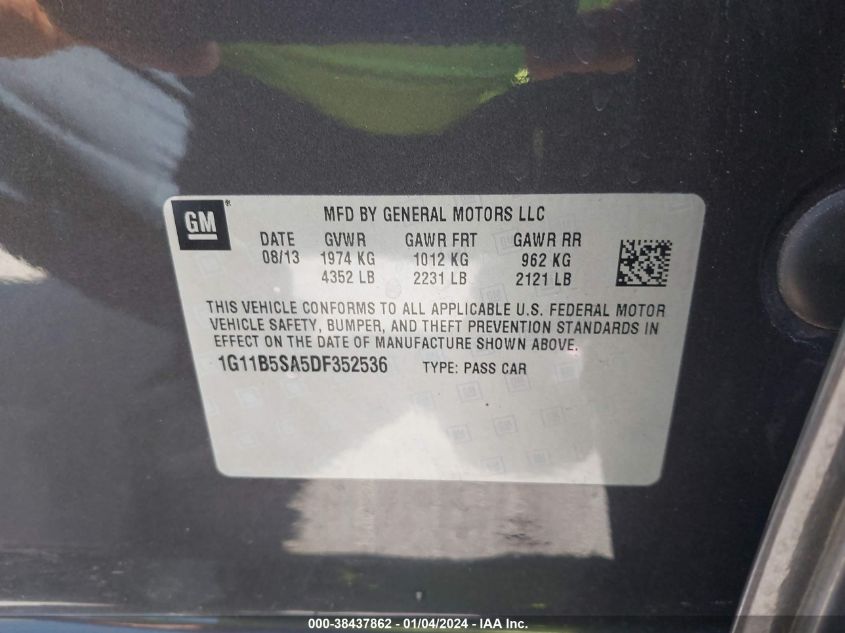 GM ®
MFD BY GENERAL MOTORS LLC
DATE GVWR GAWR FRT GAWR RR
08/13 1974 KG 1012 KG 962 KG
4352 LB 2231 LB 2121 LB
THIS VEHICLE CONFORMS TO ALL APPLICABLE U.S. FEDERAL MOTOR
VEHICLE SAFETY, BUMPER, AND THEFT PREVENTION STANDARDS IN
EFFECT ON THE DATE OF MANUFACTURE SHOWN ABOVE.
1G11B5SA5DF352536 TYPE: PASS CAR
000-38437862 - 01/04/2024 - IAA Inc.